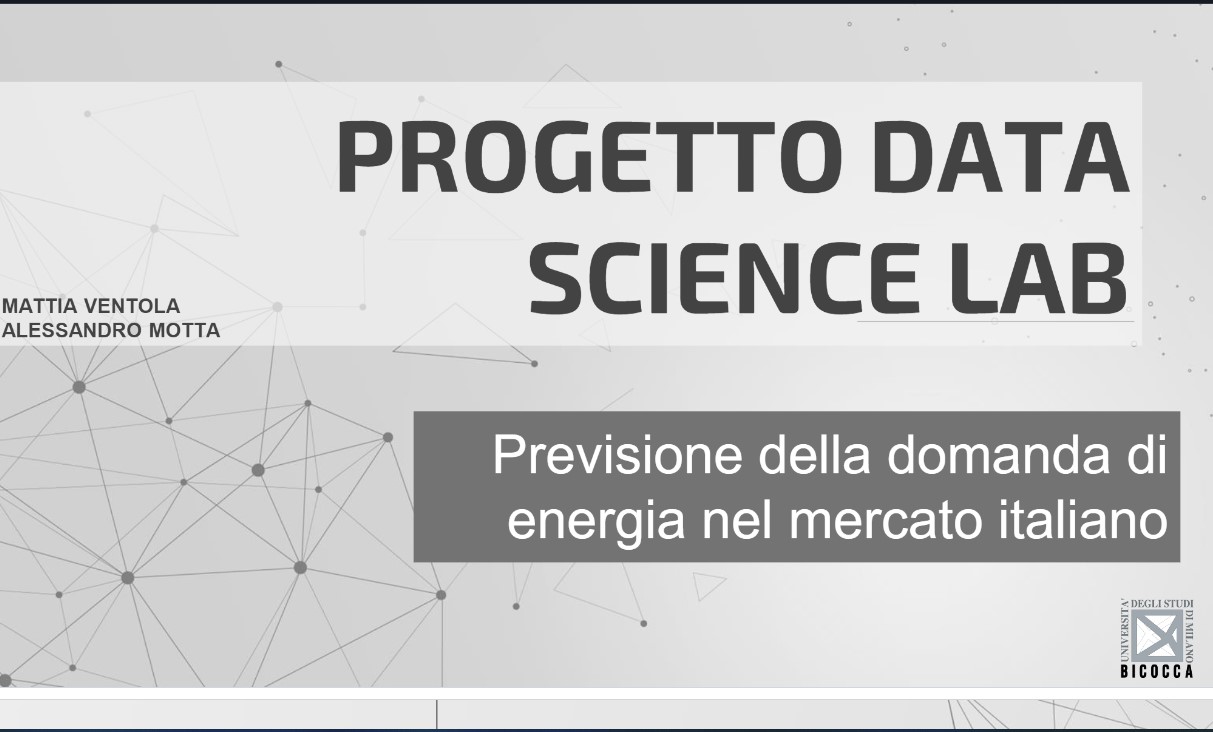 PROGETTO DATA
SCIENCE LAB
MATTIA VENTOLA
ALESSANDRO MOTTA
Previsione della domanda di
energia nel mercato italiano
UNIVERSITA'
DEGLI STUDI
DI MILANO
BICOCCA